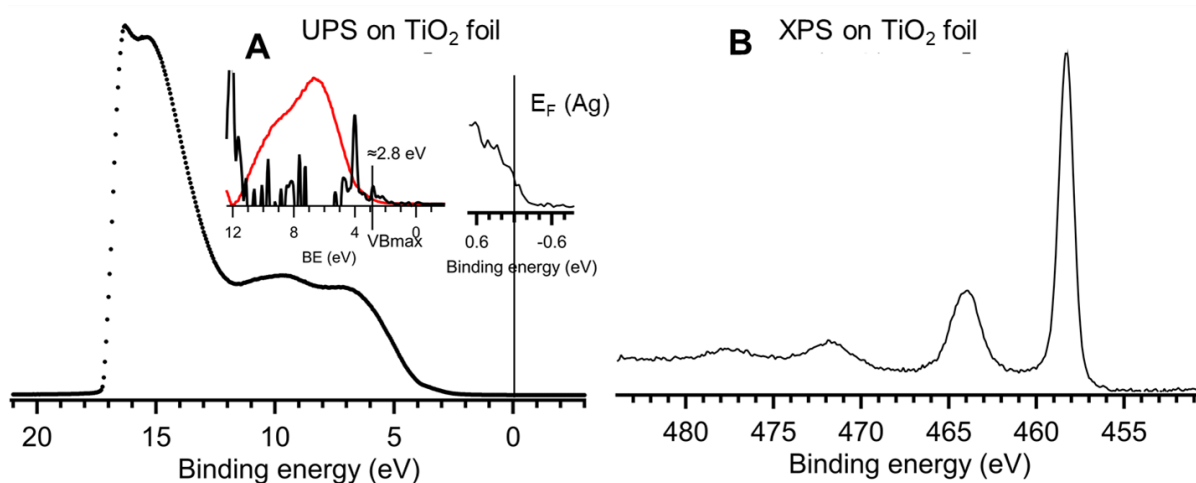 A UPS on TiO₂ foil
≈2.8 eV
12 8 4 0
VBmax
BE (eV)
E_F (Ag)
0.6 -0.6
Binding energy (eV)
20 15 10 5 0
Binding energy (eV)
B XPS on TiO₂ foil
480 475 470 465 460 455
Binding energy (eV)